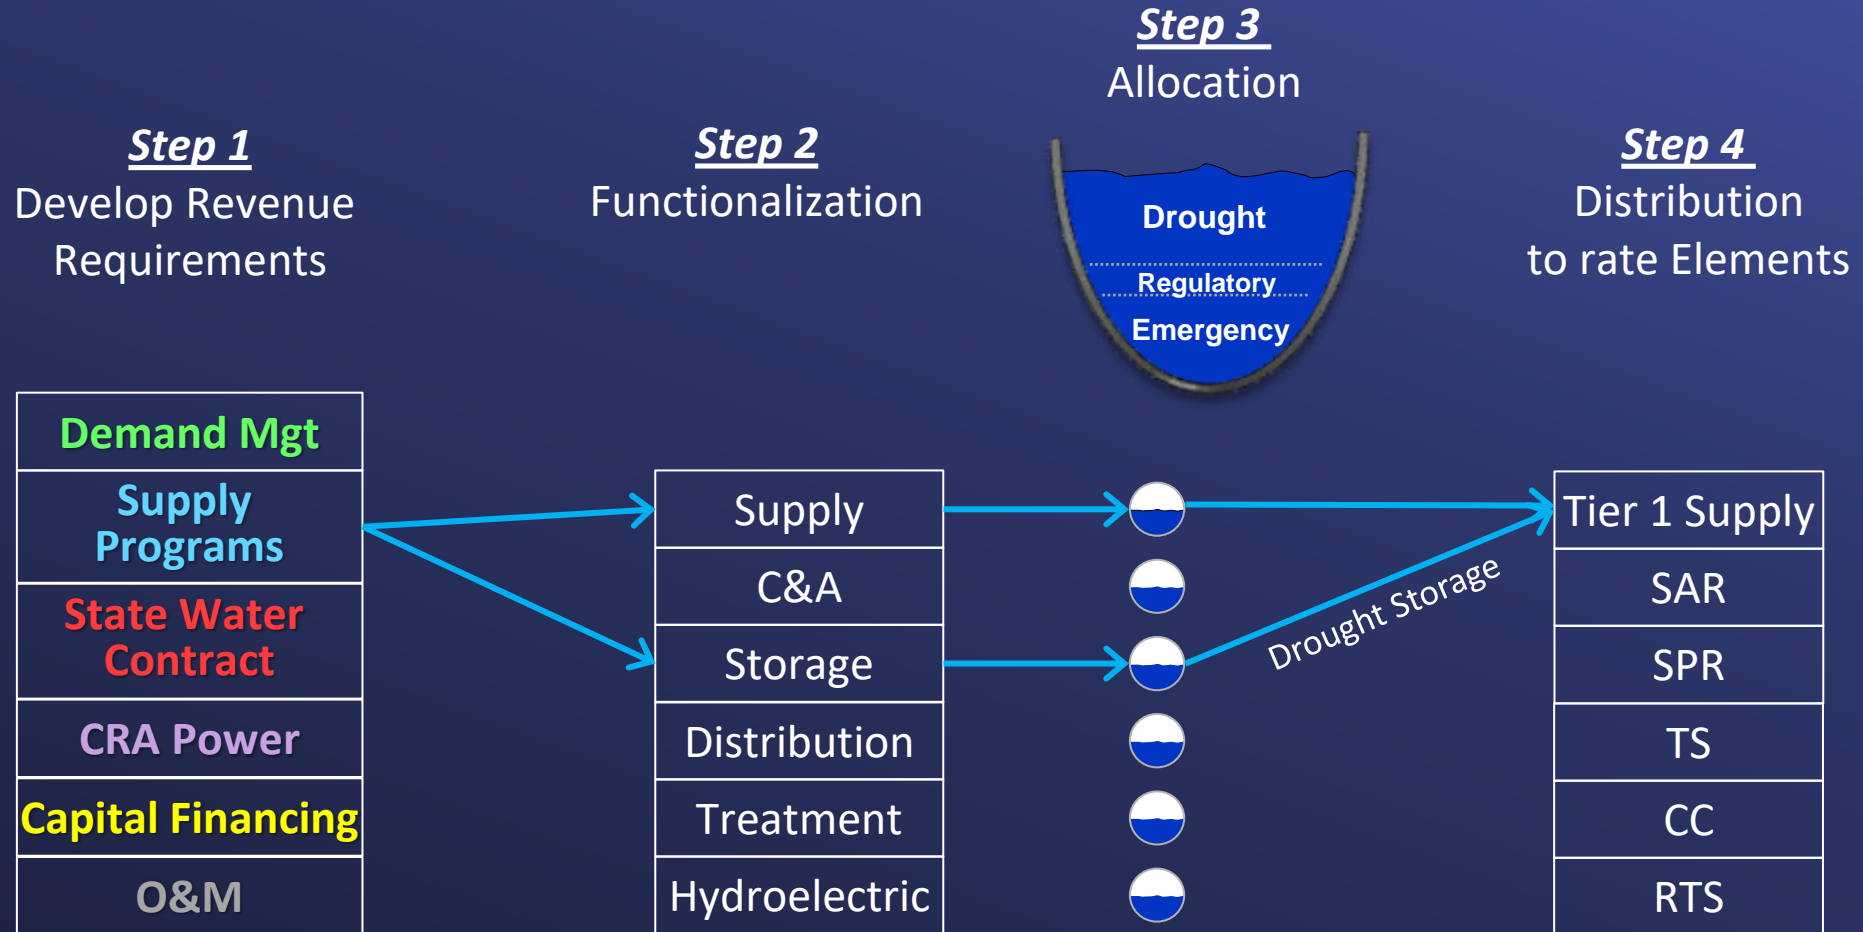 Step 1
Develop Revenue
Requirements
Step 2
Functionalization
Step 3
Allocation
Drought
Regulatory
Emergency
Step 4
Distribution
to rate Elements
Demand Mgt
Supply
Programs
State Water
Contract
CRA Power
Capital Financing
O&M
Supply
C&A
Storage
Distribution
Treatment
Hydroelectric
Drought Storage
Tier 1 Supply
SAR
SPR
TS
CC
RTS